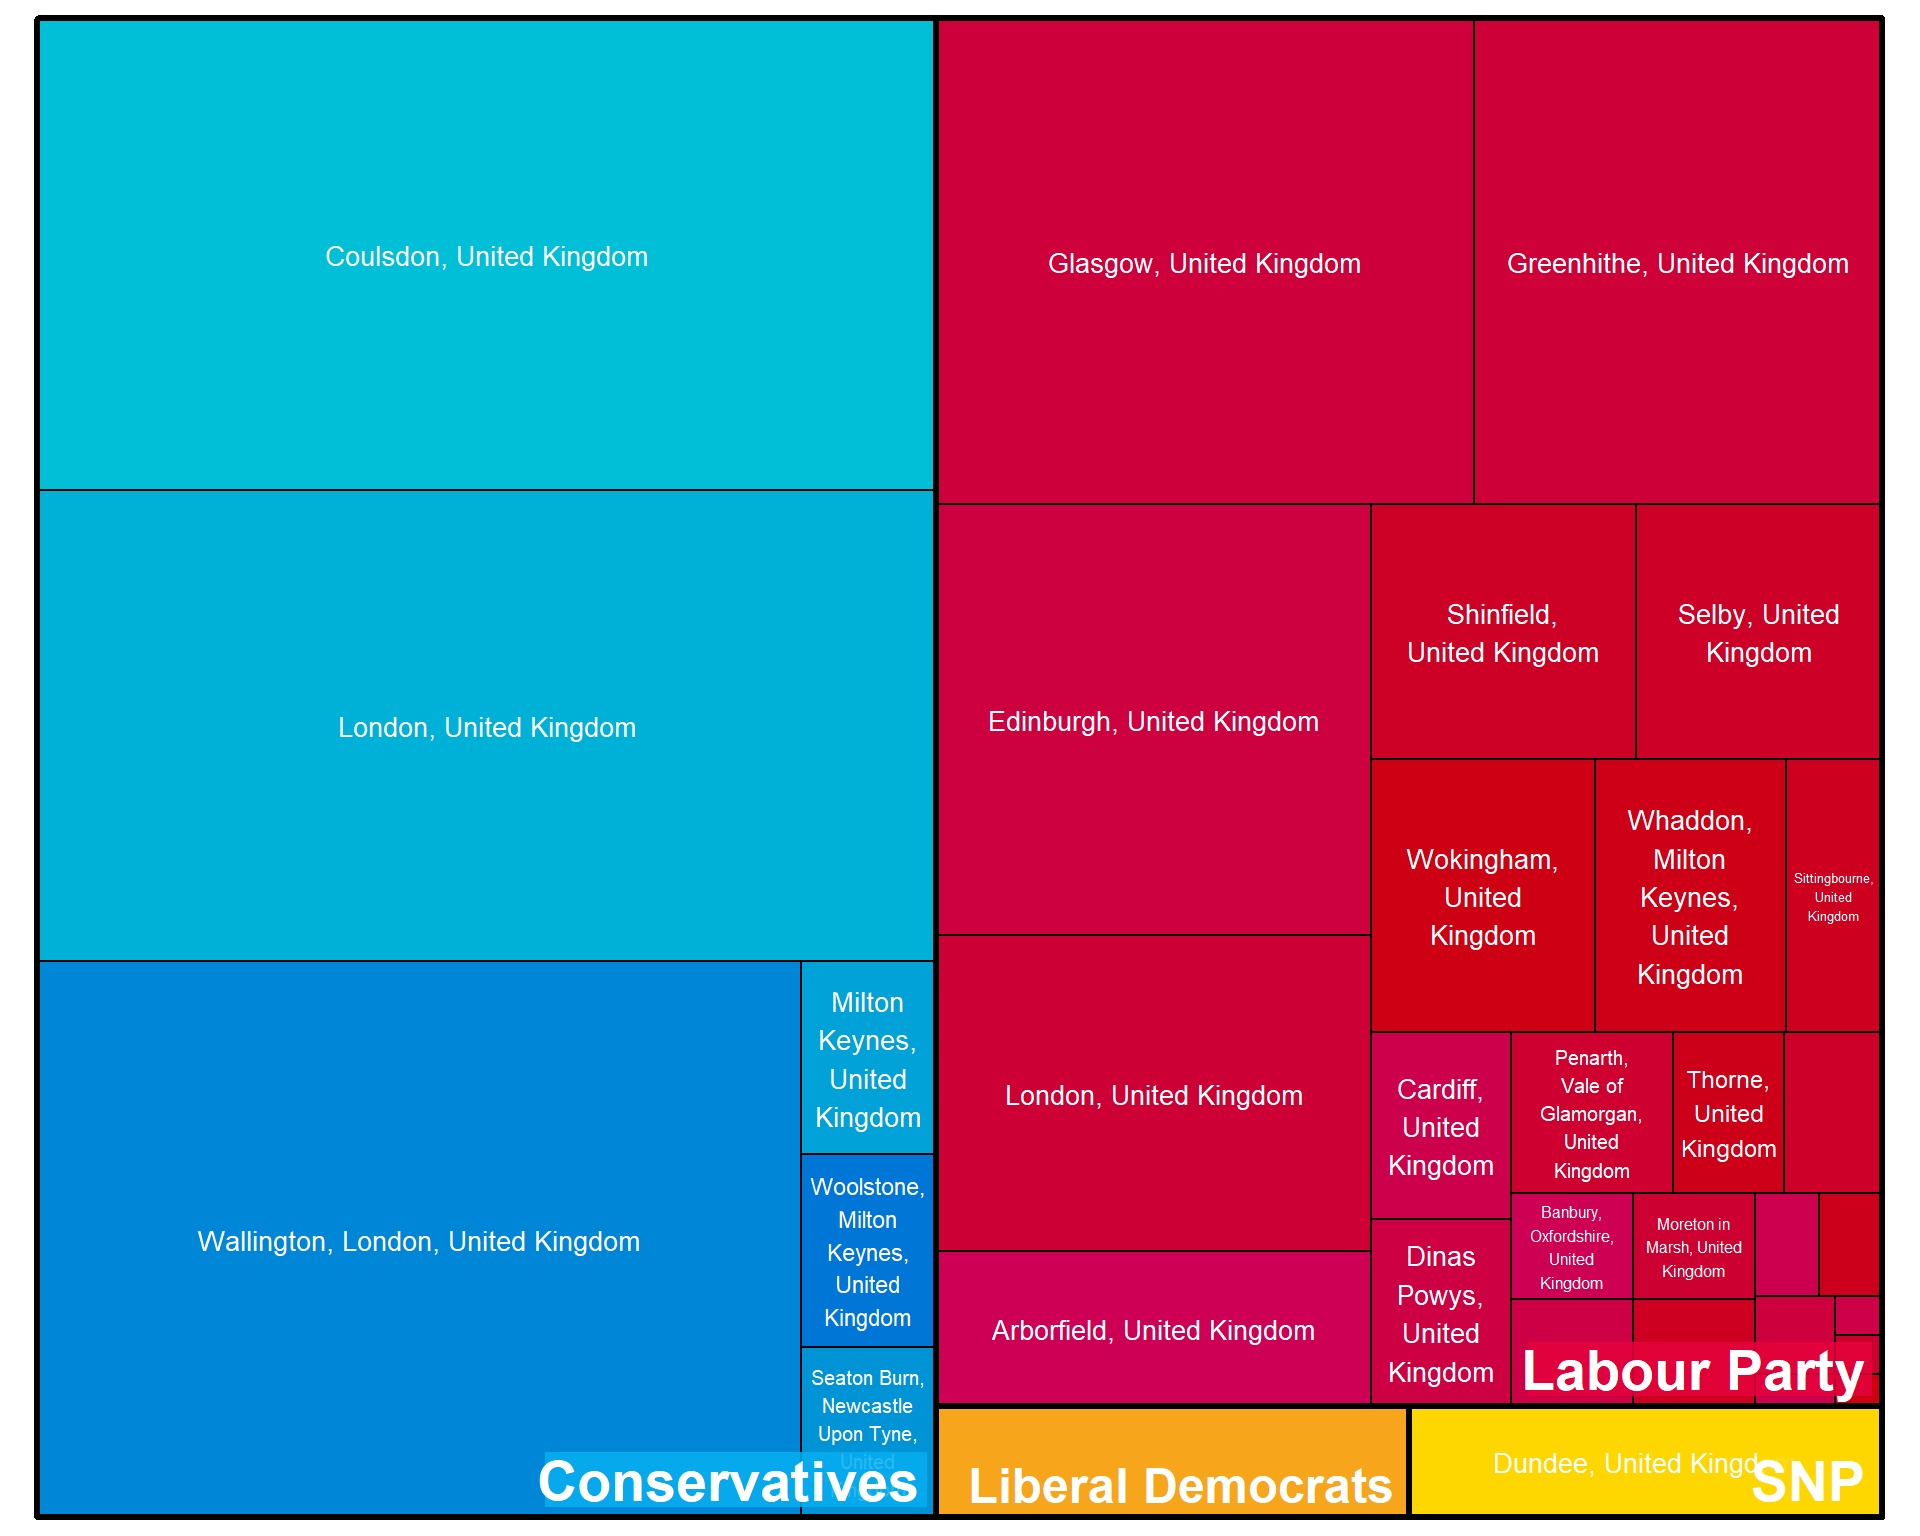 Coulsdon, United Kingdom
London, United Kingdom
Wallington, London, United Kingdom
Milton
Keynes,
United
Kingdom
Woolstone,
Milton
Keynes,
United
Kingdom
Seaton Burn,
Newcastle
Upon Tyne,
United
Conservatives
Glasgow, United Kingdom
Greenhithe, United Kingdom
Edinburgh, United Kingdom
London, United Kingdom
Arborfield, United Kingdom
Shinfield,
United Kingdom
Selby, United
Kingdom
Wokingham,
United
Kingdom
Whaddon,
Milton
Keynes,
United
Kingdom
Sittingbourne,
United
Kingdom
Cardiff,
United
Kingdom
Dinas
Powys,
United
Kingdom
Penarth,
Vale of
Glamorgan,
United
Kingdom
Thorne,
United
Kingdom
Banbury,
Oxfordshire,
United
Kingdom
Moreton in
Marsh, United
Kingdom
Labour Party
Liberal Democrats
Dundee, United Kingd
SNP